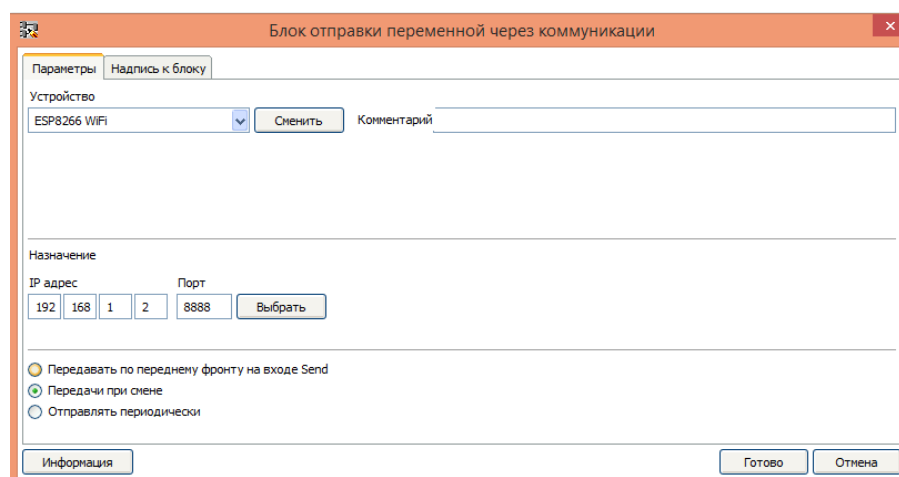 Блок отправки переменной через коммуникации
Параметры Надпись к блоку
Устройство
ESP8266 WiFi Сменить Комментарий
Назначение
IP адрес Порт
192 168 1 2 8888 Выбрать
Передавать по переднему фронту на входе Send
Передачи при смене
Отправлять периодически
Информация Готово Отмена